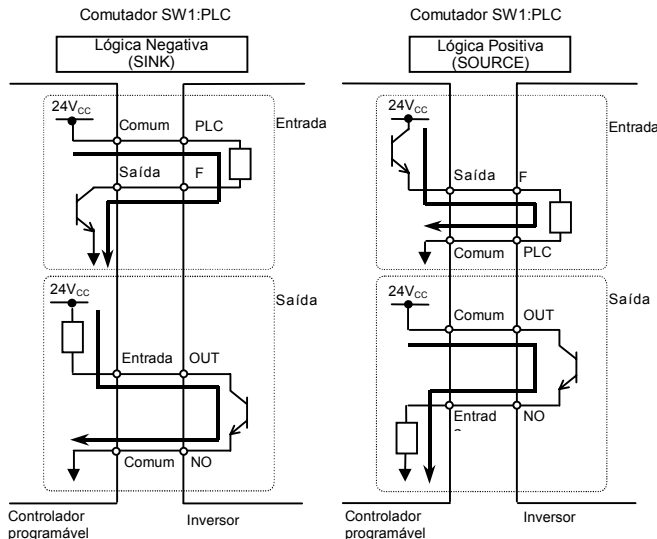 Comutador SW1:PLC
Lógica Negativa
(SINK)
24VCC
Comum
PLC
Entrada
Saída
F
24VCC
Saída
Entrada
OUT
Comum
NO
Controlador
programável
Inversor
Comutador SW1:PLC
Lógica Positiva
(SOURCE)
24VCC
Entrada
Saída
F
Comum
PLC
24VCC
Saída
Comum
OUT
Entrad
NO
Controlador
programável
Inversor